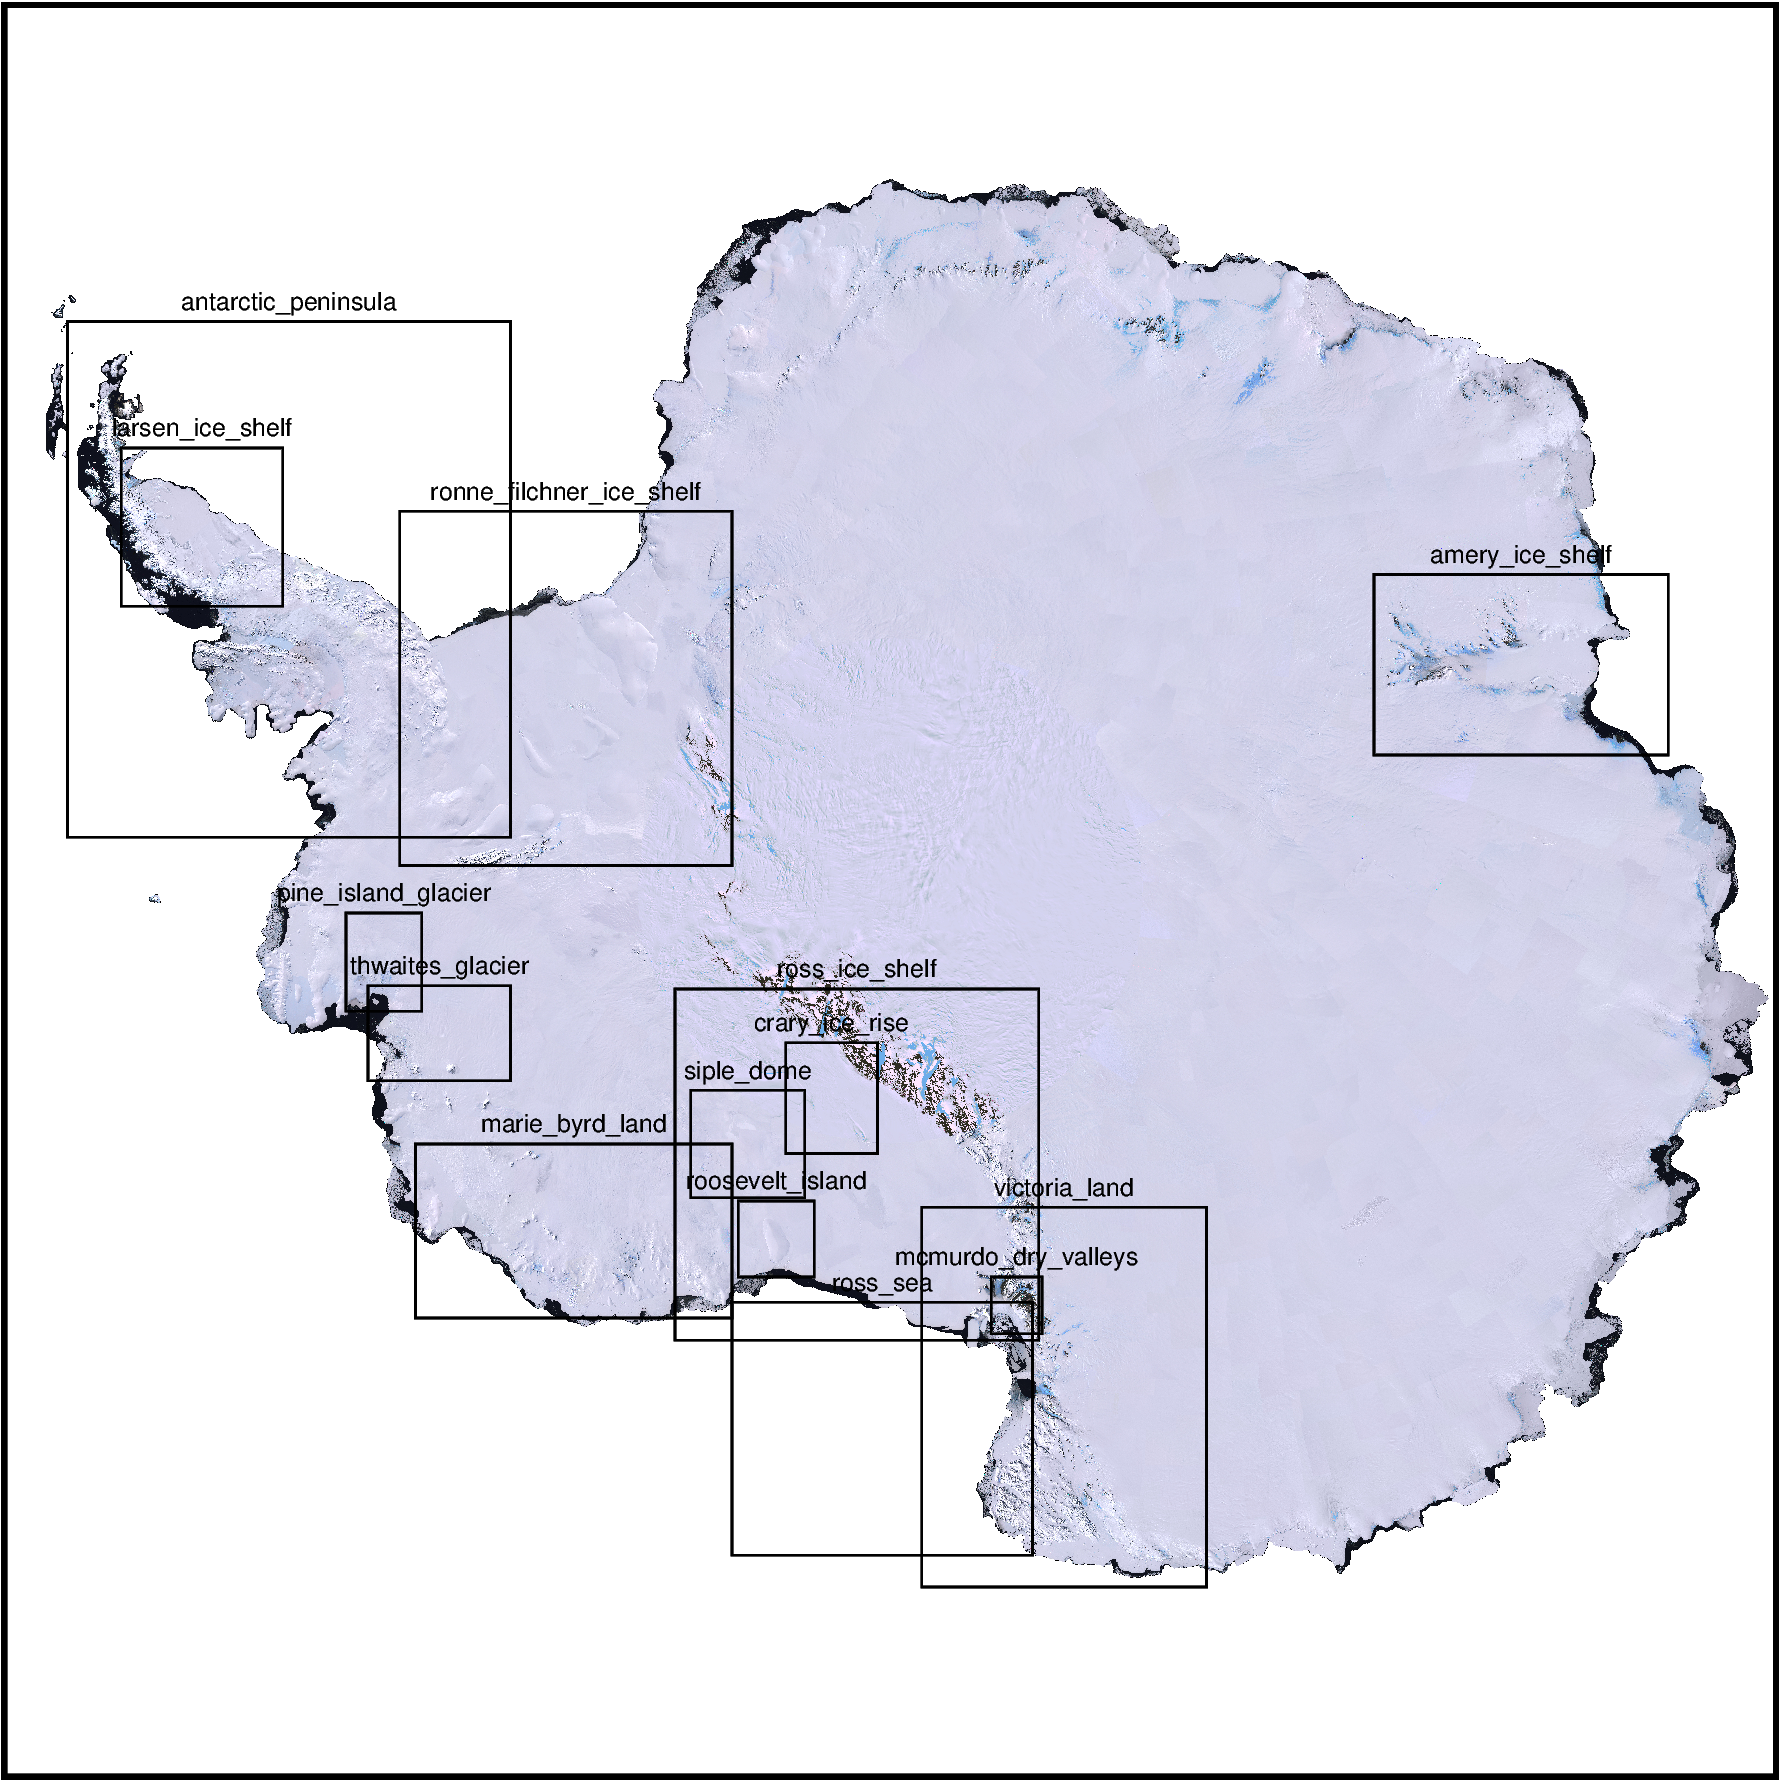 antarctic_peninsula
larsen_ice_shelf
ronne_filchner_ice_shelf
amery_ice_shelf
pine_island_glacier
thwaites_glacier
ross_ice_shelf
crary_ice_rise
siple_dome
marie_byrd_land
roosevelt_island
victoria_land
mcmurdo_dry_valleys
ross_sea